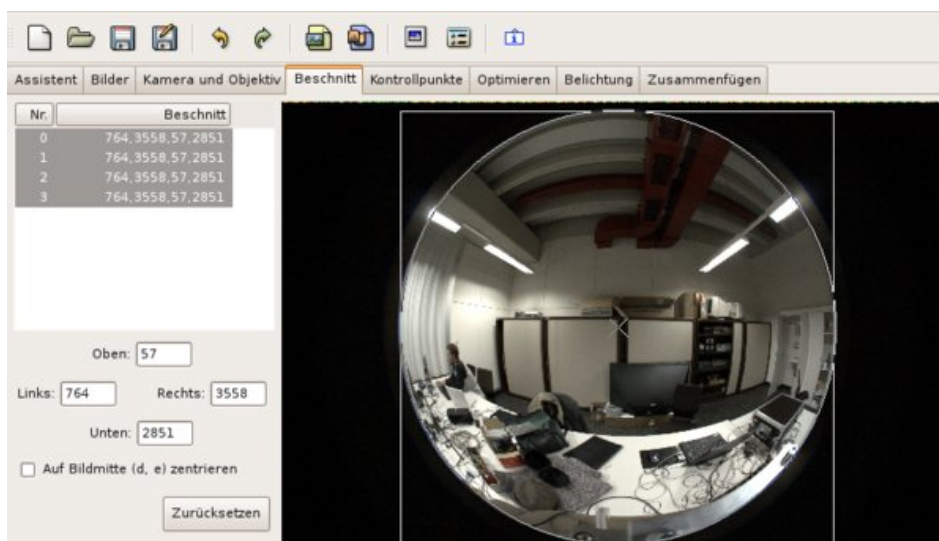 Assistent Bilder Kamera und Objektiv Beschnitt Kontrollpunkte Optimieren Belichtung Zusammenfügen
Nr. Beschnitt
0 764,3558,57,2851
1 764,3558,57,2851
2 764,3558,57,2851
3 764,3558,57,2851
Oben: 57
Links: 764 Rechts: 3558
Unten: 2851
Auf Bildmitte (d, e) zentrieren
Zurücksetzen